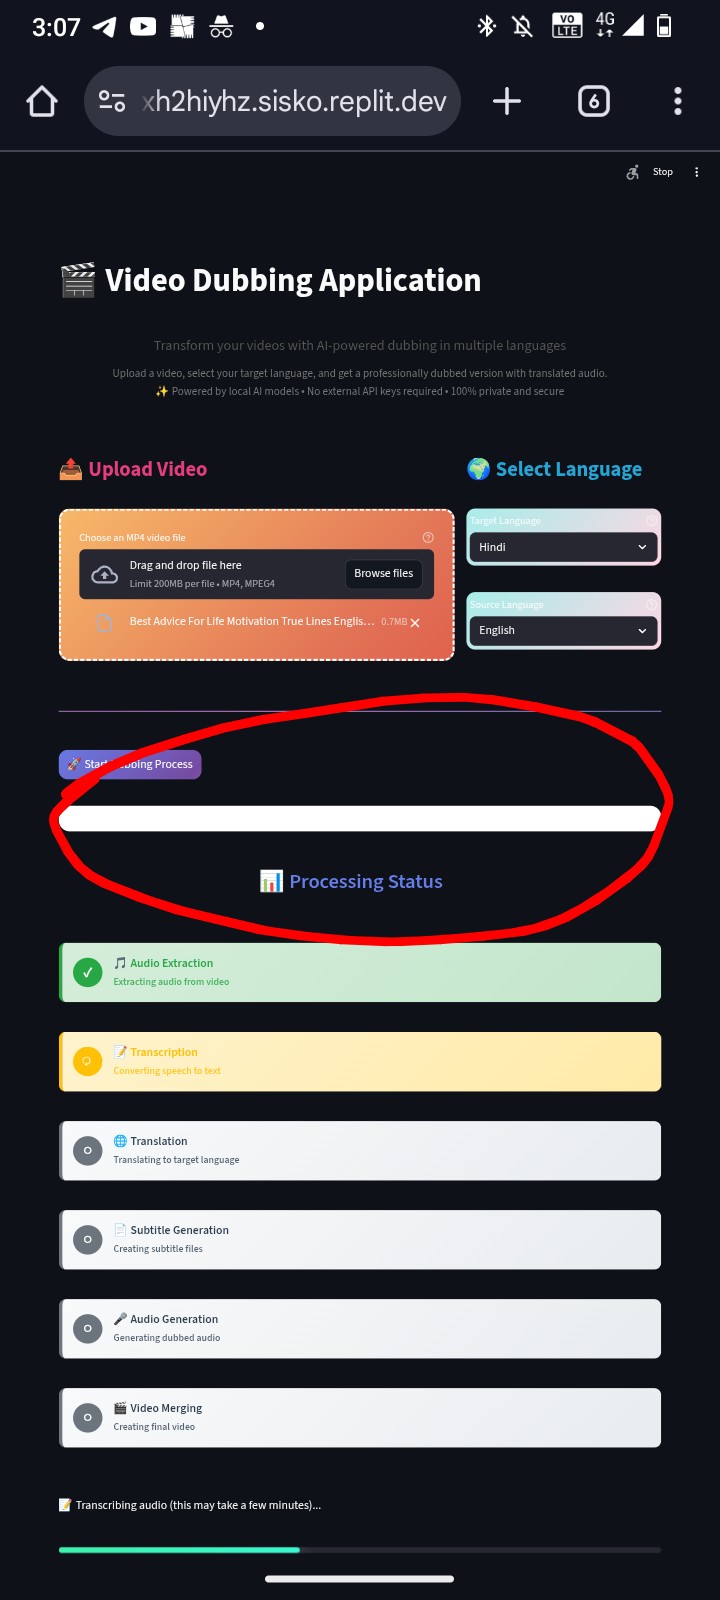 3:07
VO LTE
4G
xh2hiyhz.sisko.replit.dev
6
Stop
🎬 Video Dubbing Application
Transform your videos with AI-powered dubbing in multiple languages
Upload a video, select your target language, and get a professionally dubbed version with translated audio.
✨ Powered by local AI models • No external API keys required • 100% private and secure
📤 Upload Video
Choose an MP4 video file
Drag and drop file here
Limit 200MB per file • MP4, MPEG4
Browse files
Best Advice For Life Motivation True Lines Englis... 0.7MB
🌍 Select Language
Target Language
Hindi
Source Language
English
🚀 Start Dubbing Process
📊 Processing Status
🎵 Audio Extraction
Extracting audio from video
📝 Transcription
Converting speech to text
🌐 Translation
Translating to target language
📄 Subtitle Generation
Creating subtitle files
🎤 Audio Generation
Generating dubbed audio
🎬 Video Merging
Creating final video
📝 Transcribing audio (this may take a few minutes)...